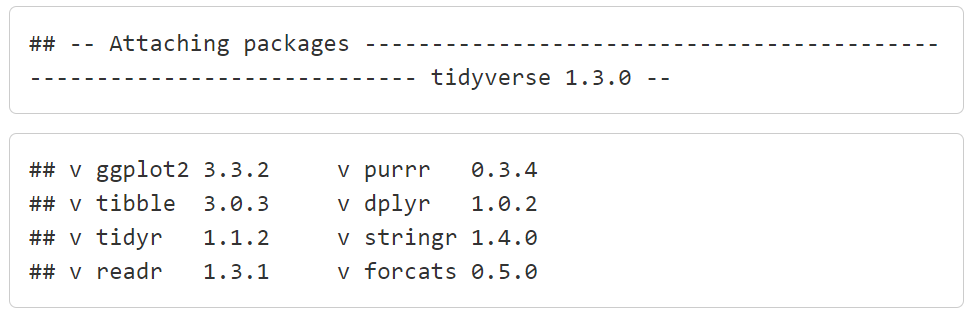 ## -- Attaching packages -------------------------------------------
----------------------------- tidyverse 1.3.0 --
## v ggplot2 3.3.2     v purrr   0.3.4
## v tibble  3.0.3     v dplyr   1.0.2
## v tidyr   1.1.2     v stringr 1.4.0
## v readr   1.3.1     v forcats 0.5.0